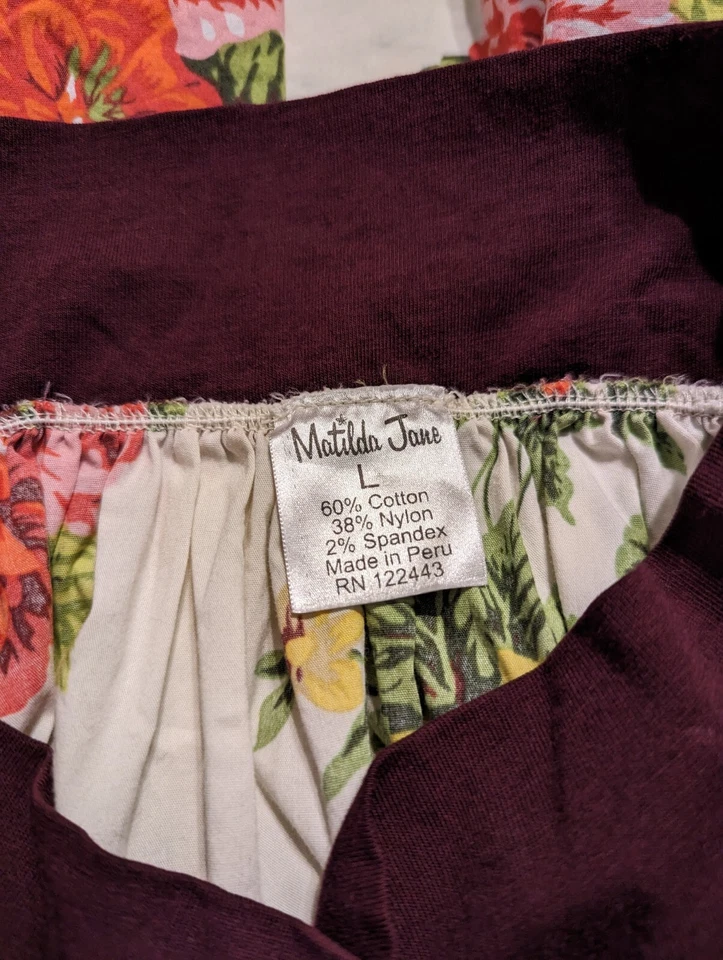 Matilda Jane
L
60% Cotton
38% Nylon
2% Spandex
Made in Peru
RN 122443